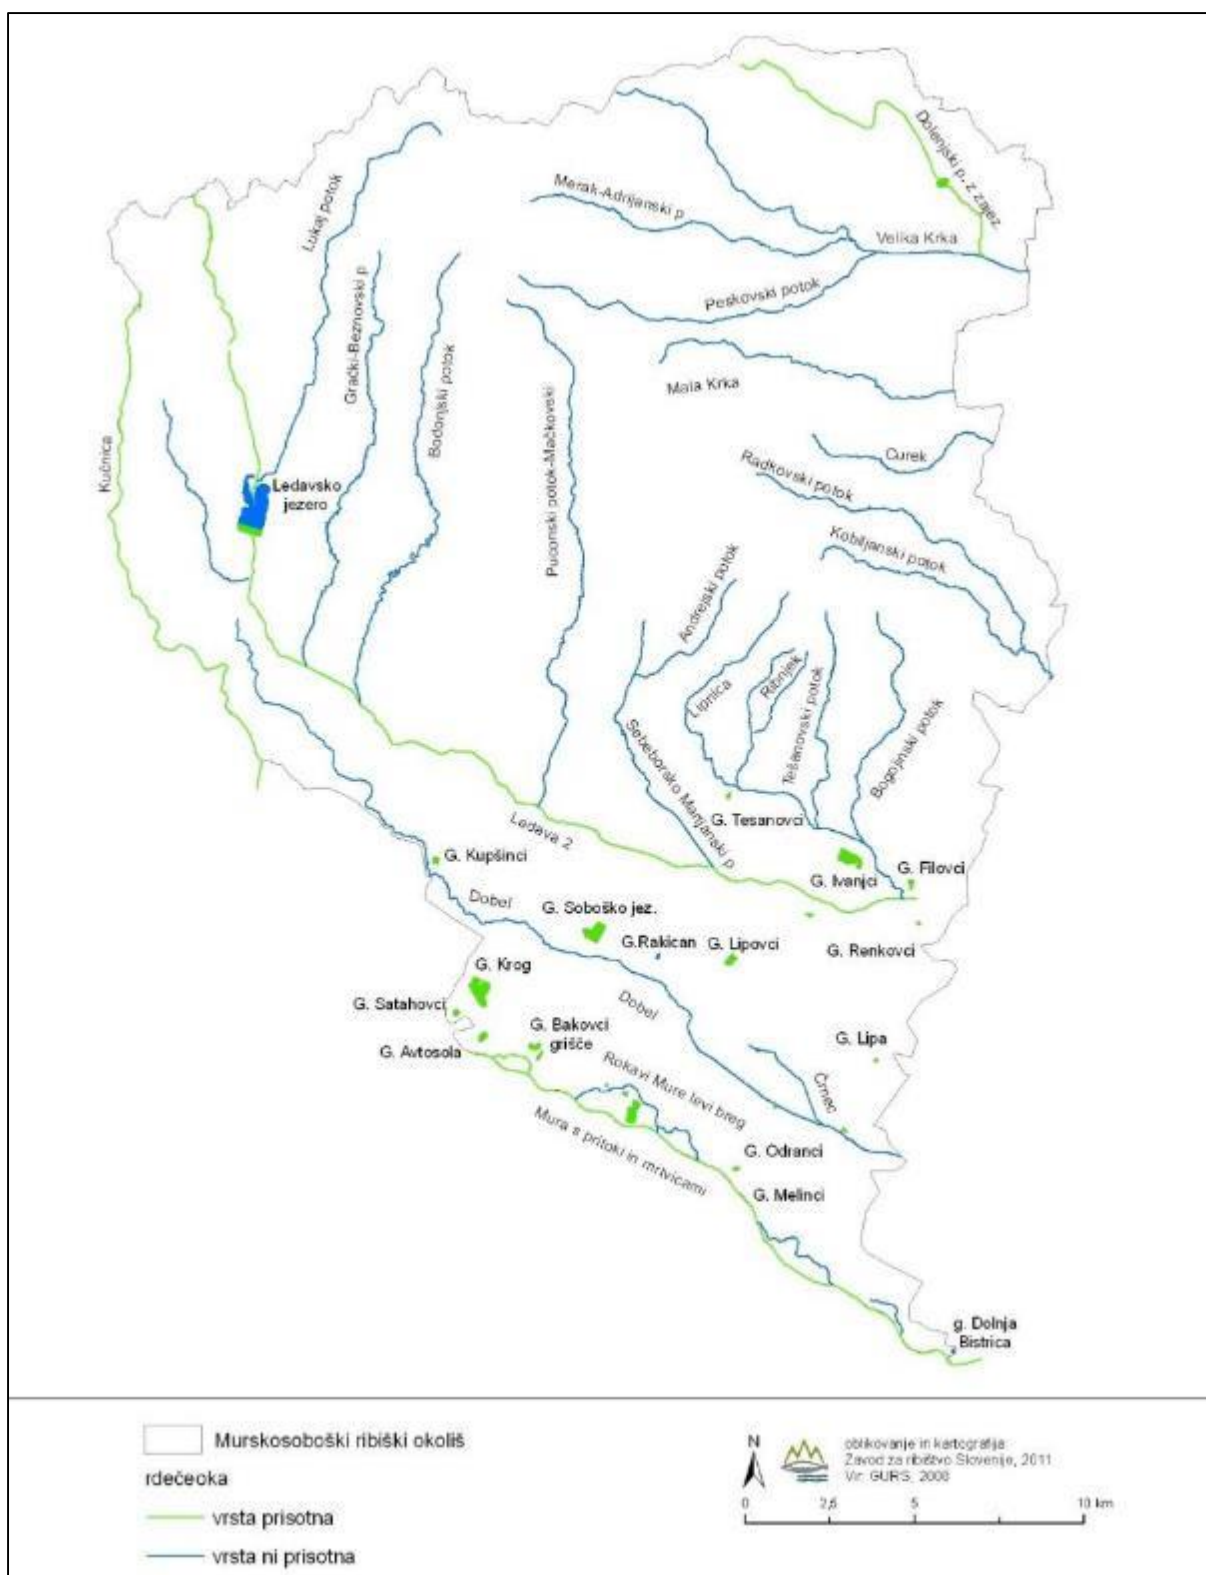 Dolenjski p. z zajez.
Lukaj potok
Merak-Adrijanski p.
Velika Krka
Peskovski potok
Grački-Beznovski p
Bodonjski potok
Mala Krka
Kučnica
Curek
Radkovski potok
Ledavsko
jezero
Puconski potok-Mačkovski
Kobiljanski potok
Andrejski potok
Ribnjek
Lipnica
Tešanovski potok
Bogojinski potok
Sebeborsko Martjanski p.
G. Tesanovci
Ledava 2
G. Kupšinci
G. Ivanjci
G. Filovci
Dobel
G. Soboško jez.
G.Rakican
G. Lipovci
G. Renkovci
G. Krog
G. Satahovci
Dobel
G. Bakovci
grišče
G. Lipa
G. Avtosola
Rokavi Mure levi breg
Črnec
Mura s pritoki in mrtvicami
G. Odranci
G. Melinci
g. Dolnja
Bistrica
Murskosoboški ribiški okoliš
rdečeoka
vrsta prisotna
vrsta ni prisotna
N
oblikovanje in kartografija
Zavod za ribištvo Slovenije, 2011
Vir: GURS, 2008
0 2,5 5 10 km